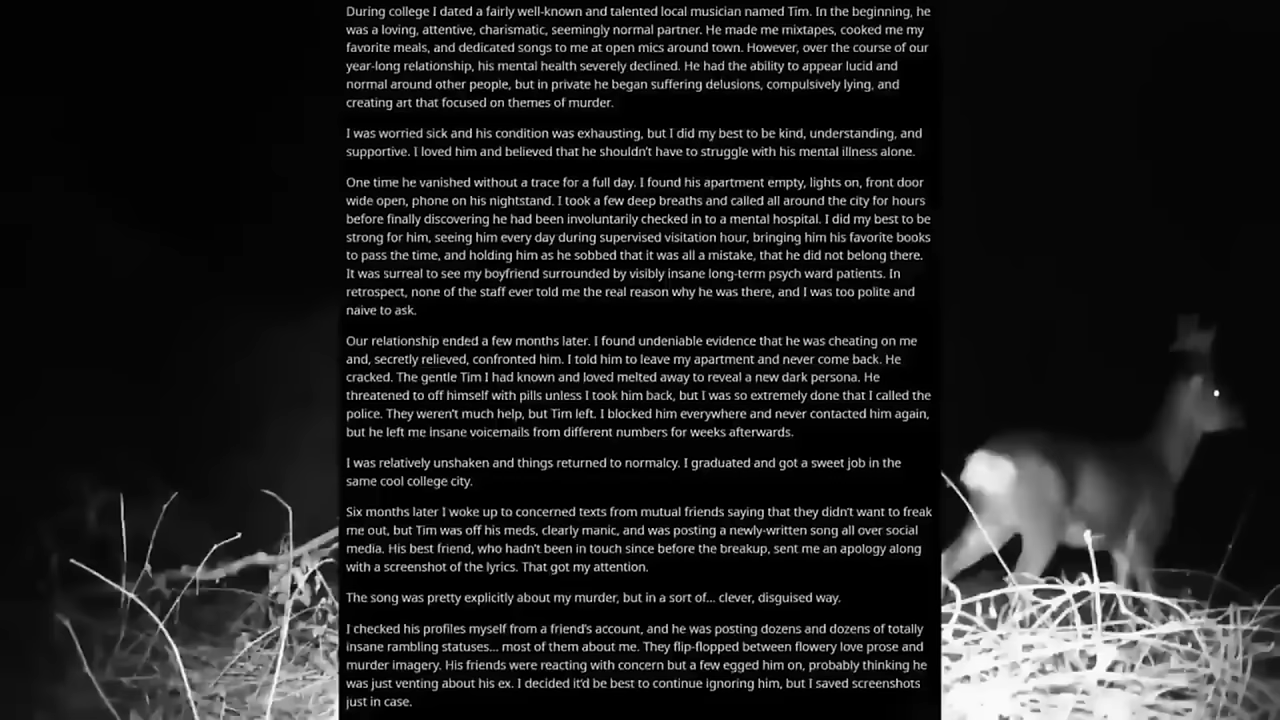 During college I dated a fairly well-known and talented local musician named Tim. In the beginning, he
was a loving, attentive, charismatic, seemingly normal partner. He made me mixtapes, cooked me my
favorite meals, and dedicated songs to me at open mics around town. However, over the course of our
year-long relationship, his mental health severely declined. He had the ability to appear lucid and
normal around other people, but in private he began suffering delusions, compulsively lying, and
creating art that focused on themes of murder.
I was worried sick and his condition was exhausting, but I did my best to be kind, understanding, and
supportive. I loved him and believed that he shouldn't have to struggle with his mental illness alone.
One time he vanished without a trace for a full day. I found his apartment empty, lights on, front door
wide open, phone on his nightstand. I took a few deep breaths and called all around the city for hours
before finally discovering he had been involuntarily checked in to a mental hospital. I did my best to be
strong for him, seeing him every day during supervised visitation hour, bringing him his favorite books
to pass the time, and holding him as he sobbed that it was all a mistake, that he did not belong there.
It was surreal to see my boyfriend surrounded by visibly insane long-term psych ward patients. In
retrospect, none of the staff ever told me the real reason why he was there, and I was too polite and
naive to ask.
Our relationship ended a few months later. I found undeniable evidence that he was cheating on me
and, secretly relieved, confronted him. I told him to leave my apartment and never come back. He
cracked. The gentle Tim I had known and loved melted away to reveal a new dark persona. He
threatened to off himself with pills unless I took him back, but I was so extremely done that I called the
police. They weren't much help, but Tim left. I blocked him everywhere and never contacted him again,
but he left me insane voicemails from different numbers for weeks afterwards.
I was relatively unshaken and things returned to normalcy. I graduated and got a sweet job in the
same cool college city.
Six months later I woke up to concerned texts from mutual friends saying that they didn't want to freak
me out, but Tim was off his meds, clearly manic, and was posting a newly-written song all over social
media. His best friend, who hadn't been in touch since before the breakup, sent me an apology along
with a screenshot of the lyrics. That got my attention.
The song was pretty explicitly about my murder, but in a sort of... clever, disguised way.
I checked his profiles myself from a friend's account, and he was posting dozens and dozens of totally
insane rambling statuses... most of them about me. They flip-flopped between flowery love prose and
murder imagery. His friends were reacting with concern but a few egged him on, probably thinking he
was just venting about his ex. I decided it'd be best to continue ignoring him, but I saved screenshots
just in case.